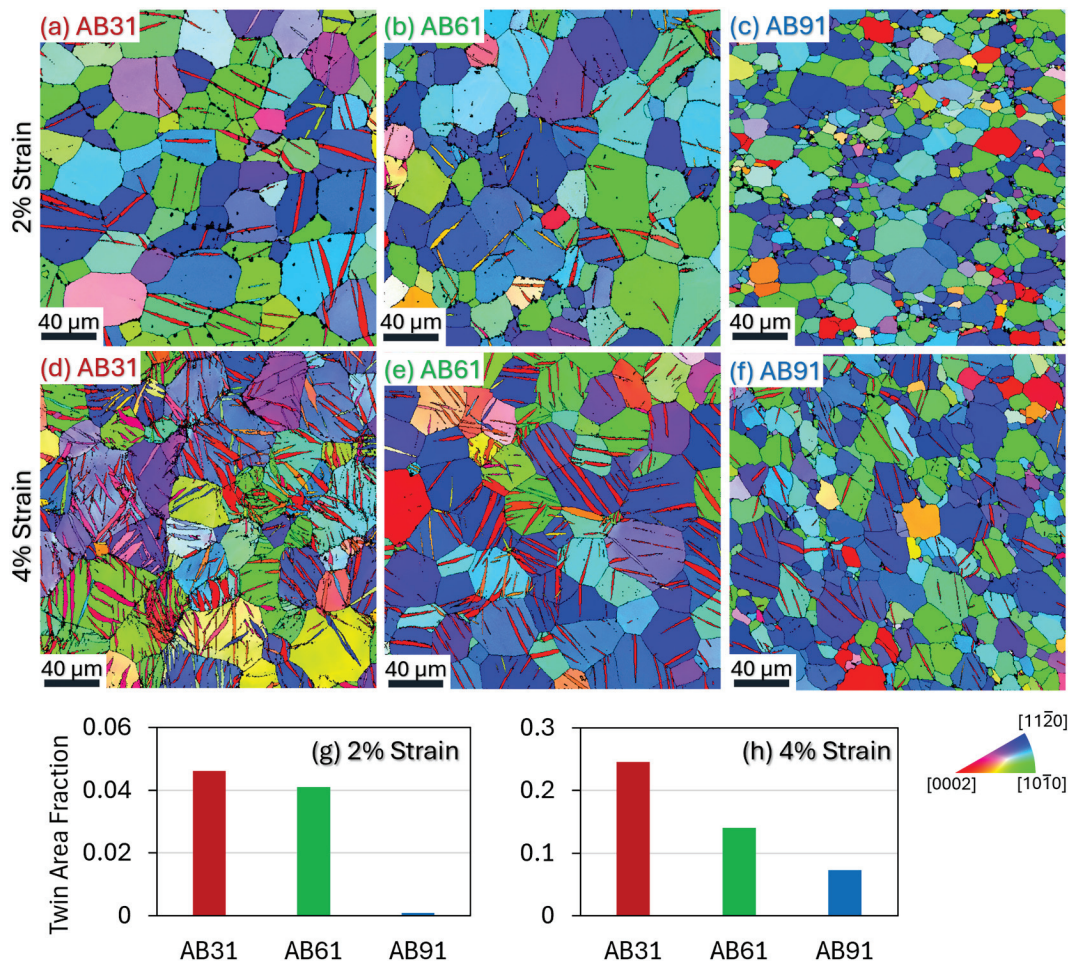 (a) AB31
(b) AB61
(c) AB91
2% Strain
40 µm
40 µm
40 µm
(d) AB31
(e) AB61
(f) AB91
4% Strain
40 µm
40 µm
40 µm
(g) 2% Strain
Twin Area Fraction
0.06
0.04
0.02
0
AB31
AB61
AB91
(h) 4% Strain
0.3
0.2
0.1
0
AB31
AB61
AB91
[112̅0]
[0002]
[101̅0]